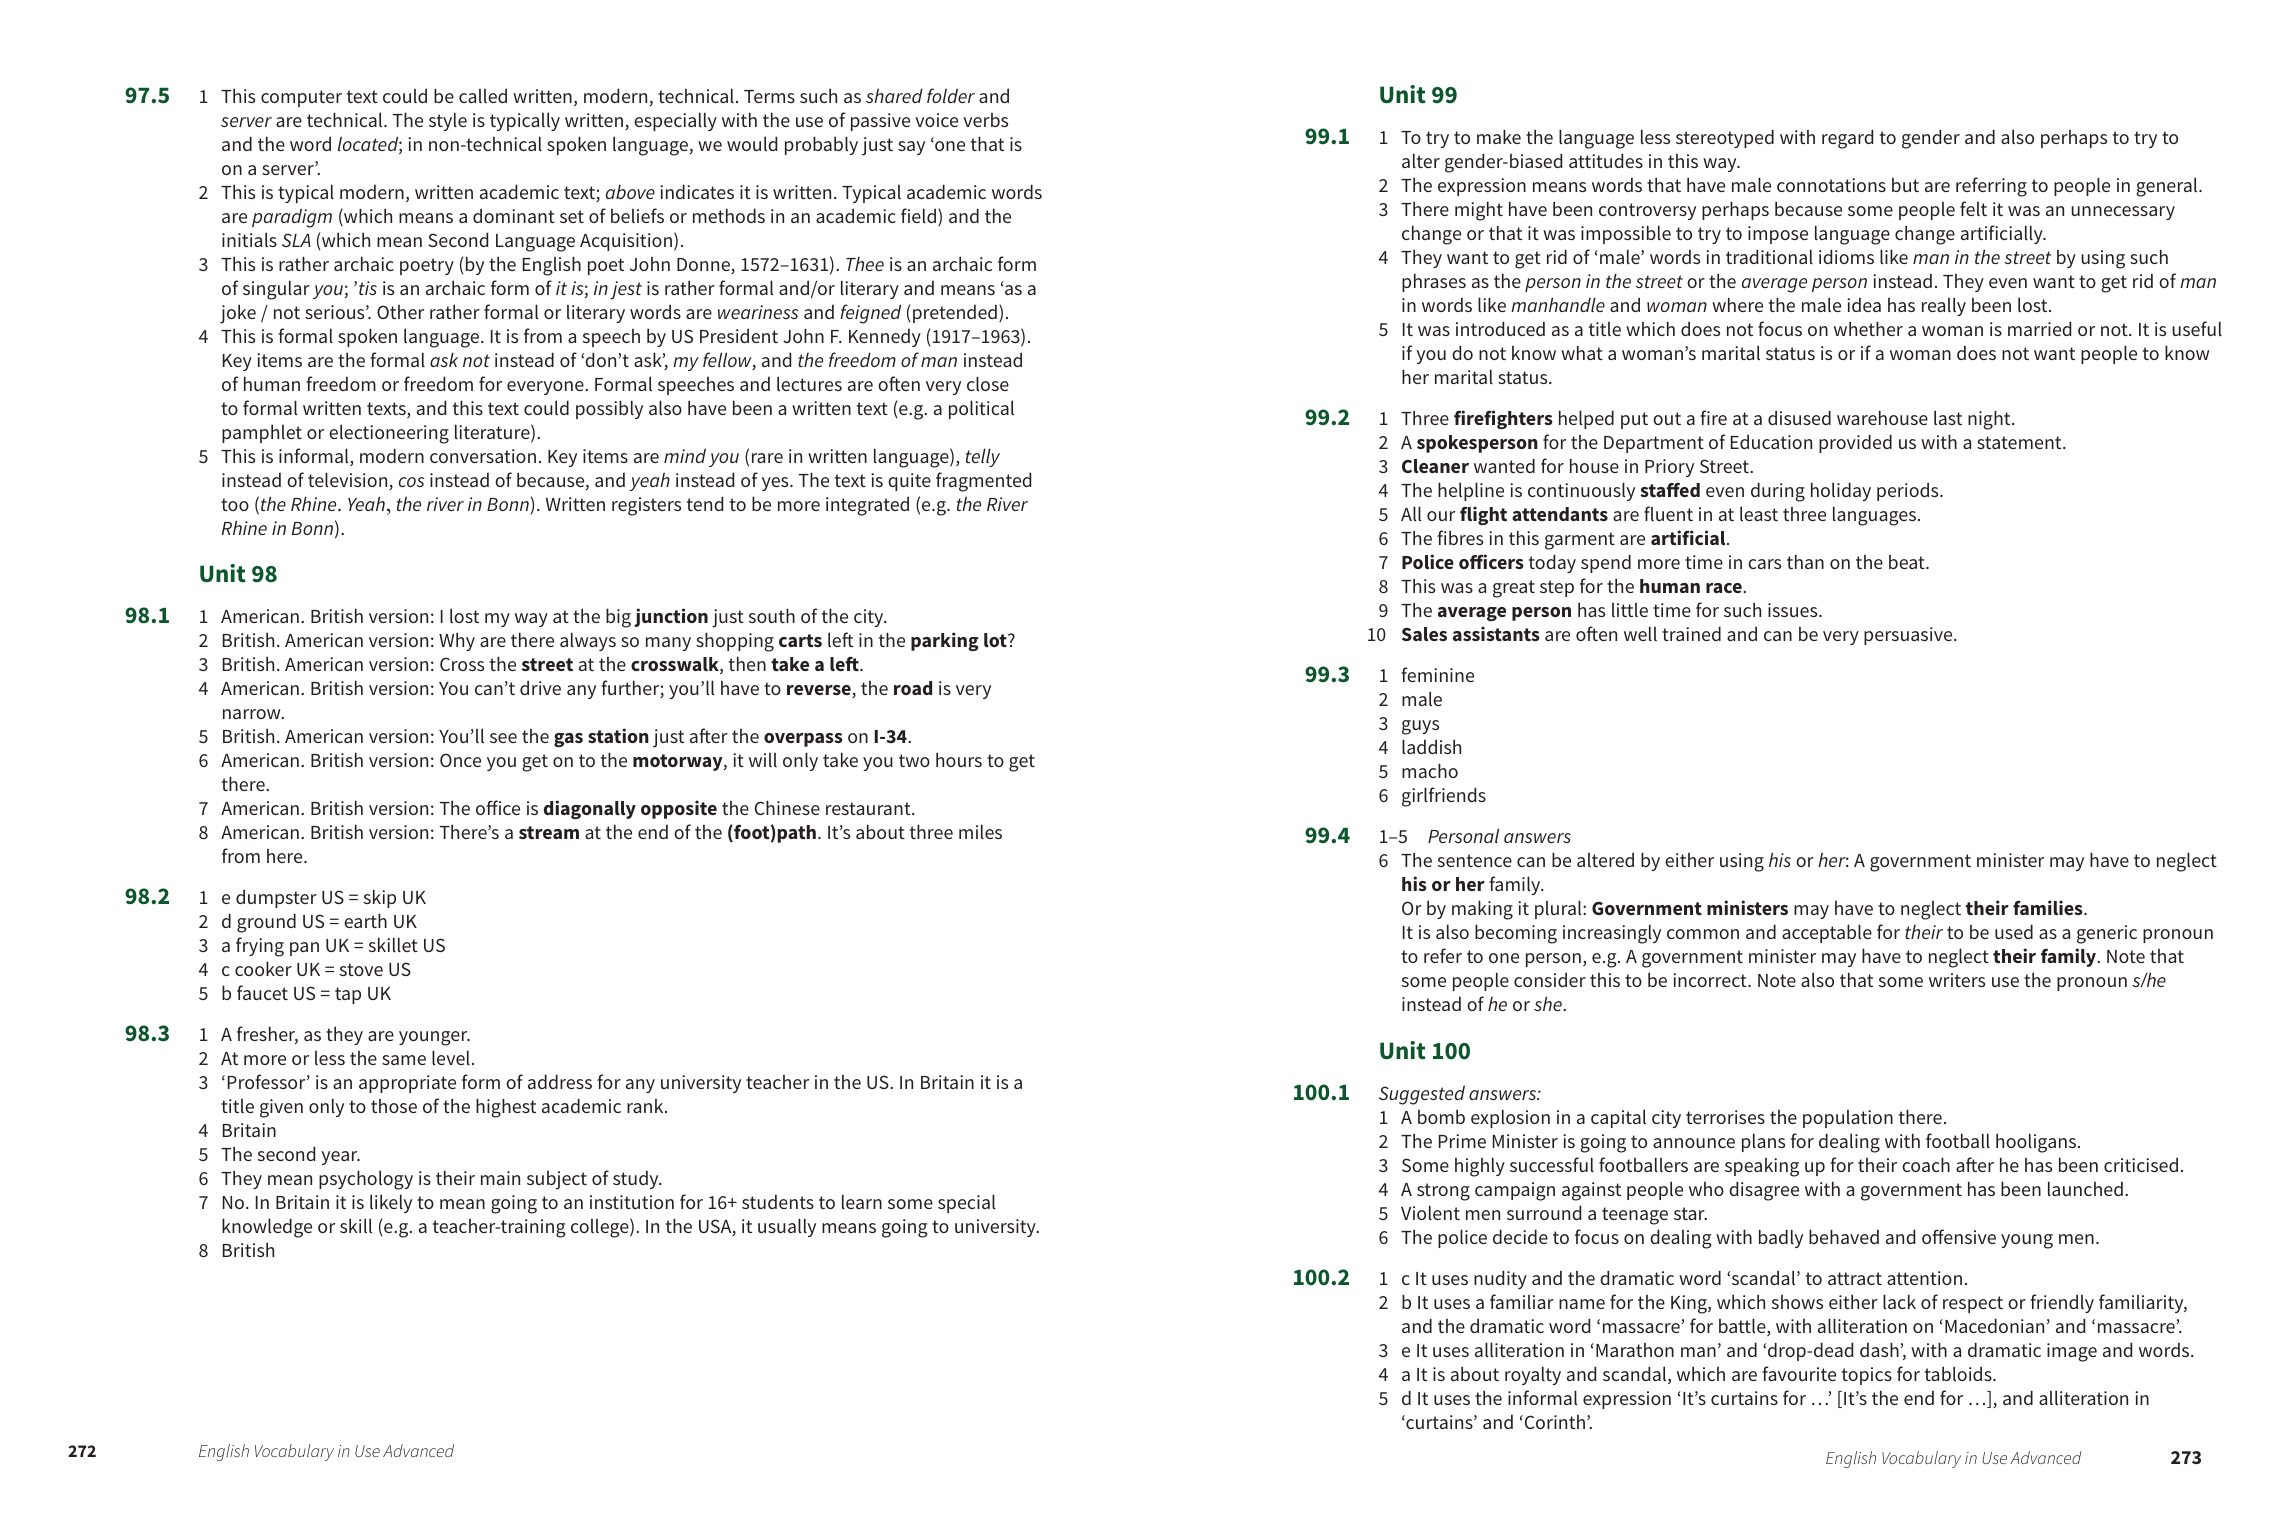 97.5 1 This computer text could be called written, modern, technical. Terms such as shared folder and
server are technical. The style is typically written, especially with the use of passive voice verbs
and the word located; in non-technical spoken language, we would probably just say ‘one that is
on a server’.
2 This is typical modern, written academic text; above indicates it is written. Typical academic words
are paradigm (which means a dominant set of beliefs or methods in an academic field) and the
initials SLA (which mean Second Language Acquisition).
3 This is rather archaic poetry (by the English poet John Donne, 1572–1631). Thee is an archaic form
of singular you; ’tis is an archaic form of it is; in jest is rather formal and/or literary and means ‘as a
joke / not serious’. Other rather formal or literary words are weariness and feigned (pretended).
4 This is formal spoken language. It is from a speech by US President John F. Kennedy (1917–1963).
Key items are the formal ask not instead of ‘don’t ask’, my fellow, and the freedom of man instead
of human freedom or freedom for everyone. Formal speeches and lectures are often very close
to formal written texts, and this text could possibly also have been a written text (e.g. a political
pamphlet or electioneering literature).
5 This is informal, modern conversation. Key items are mind you (rare in written language), telly
instead of television, cos instead of because, and yeah instead of yes. The text is quite fragmented
too (the Rhine. Yeah, the river in Bonn). Written registers tend to be more integrated (e.g. the River
Rhine in Bonn).
Unit 98
98.1 1 American. British version: I lost my way at the big junction just south of the city.
2 British. American version: Why are there always so many shopping carts left in the parking lot?
3 British. American version: Cross the street at the crosswalk, then take a left.
4 American. British version: You can’t drive any further; you’ll have to reverse, the road is very
narrow.
5 British. American version: You’ll see the gas station just after the overpass on I-34.
6 American. British version: Once you get on to the motorway, it will only take you two hours to get
there.
7 American. British version: The office is diagonally opposite the Chinese restaurant.
8 American. British version: There’s a stream at the end of the (foot)path. It’s about three miles
from here.
98.2 1 e dumpster US = skip UK
2 d ground US = earth UK
3 a frying pan UK = skillet US
4 c cooker UK = stove US
5 b faucet US = tap UK
98.3 1 A fresher, as they are younger.
2 At more or less the same level.
3 ‘Professor’ is an appropriate form of address for any university teacher in the US. In Britain it is a
title given only to those of the highest academic rank.
4 Britain
5 The second year.
6 They mean psychology is their main subject of study.
7 No. In Britain it is likely to mean going to an institution for 16+ students to learn some special
knowledge or skill (e.g. a teacher-training college). In the USA, it usually means going to university.
8 British
272 English Vocabulary in Use Advanced
Unit 99
99.1 1 To try to make the language less stereotyped with regard to gender and also perhaps to try to
alter gender-biased attitudes in this way.
2 The expression means words that have male connotations but are referring to people in general.
3 There might have been controversy perhaps because some people felt it was an unnecessary
change or that it was impossible to try to impose language change artificially.
4 They want to get rid of ‘male’ words in traditional idioms like man in the street by using such
phrases as the person in the street or the average person instead. They even want to get rid of man
in words like manhandle and woman where the male idea has really been lost.
5 It was introduced as a title which does not focus on whether a woman is married or not. It is useful
if you do not know what a woman’s marital status is or if a woman does not want people to know
her marital status.
99.2 1 Three firefighters helped put out a fire at a disused warehouse last night.
2 A spokesperson for the Department of Education provided us with a statement.
3 Cleaner wanted for house in Priory Street.
4 The helpline is continuously staffed even during holiday periods.
5 All our flight attendants are fluent in at least three languages.
6 The fibres in this garment are artificial.
7 Police officers today spend more time in cars than on the beat.
8 This was a great step for the human race.
9 The average person has little time for such issues.
10 Sales assistants are often well trained and can be very persuasive.
99.3 1 feminine
2 male
3 guys
4 laddish
5 macho
6 girlfriends
99.4 1–5 Personal answers
6 The sentence can be altered by either using his or her: A government minister may have to neglect
his or her family.
Or by making it plural: Government ministers may have to neglect their families.
It is also becoming increasingly common and acceptable for their to be used as a generic pronoun
to refer to one person, e.g. A government minister may have to neglect their family. Note that
some people consider this to be incorrect. Note also that some writers use the pronoun s/he
instead of he or she.
Unit 100
100.1 Suggested answers:
1 A bomb explosion in a capital city terrorises the population there.
2 The Prime Minister is going to announce plans for dealing with football hooligans.
3 Some highly successful footballers are speaking up for their coach after he has been criticised.
4 A strong campaign against people who disagree with a government has been launched.
5 Violent men surround a teenage star.
6 The police decide to focus on dealing with badly behaved and offensive young men.
100.2 1 c It uses nudity and the dramatic word ‘scandal’ to attract attention.
2 b It uses a familiar name for the King, which shows either lack of respect or friendly familiarity,
and the dramatic word ‘massacre’ for battle, with alliteration on ‘Macedonian’ and ‘massacre’.
3 e It uses alliteration in ‘Marathon man’ and ‘drop-dead dash’, with a dramatic image and words.
4 a It is about royalty and scandal, which are favourite topics for tabloids.
5 d It uses the informal expression ‘It’s curtains for …’ [It’s the end for …], and alliteration in
‘curtains’ and ‘Corinth’.
English Vocabulary in Use Advanced 273